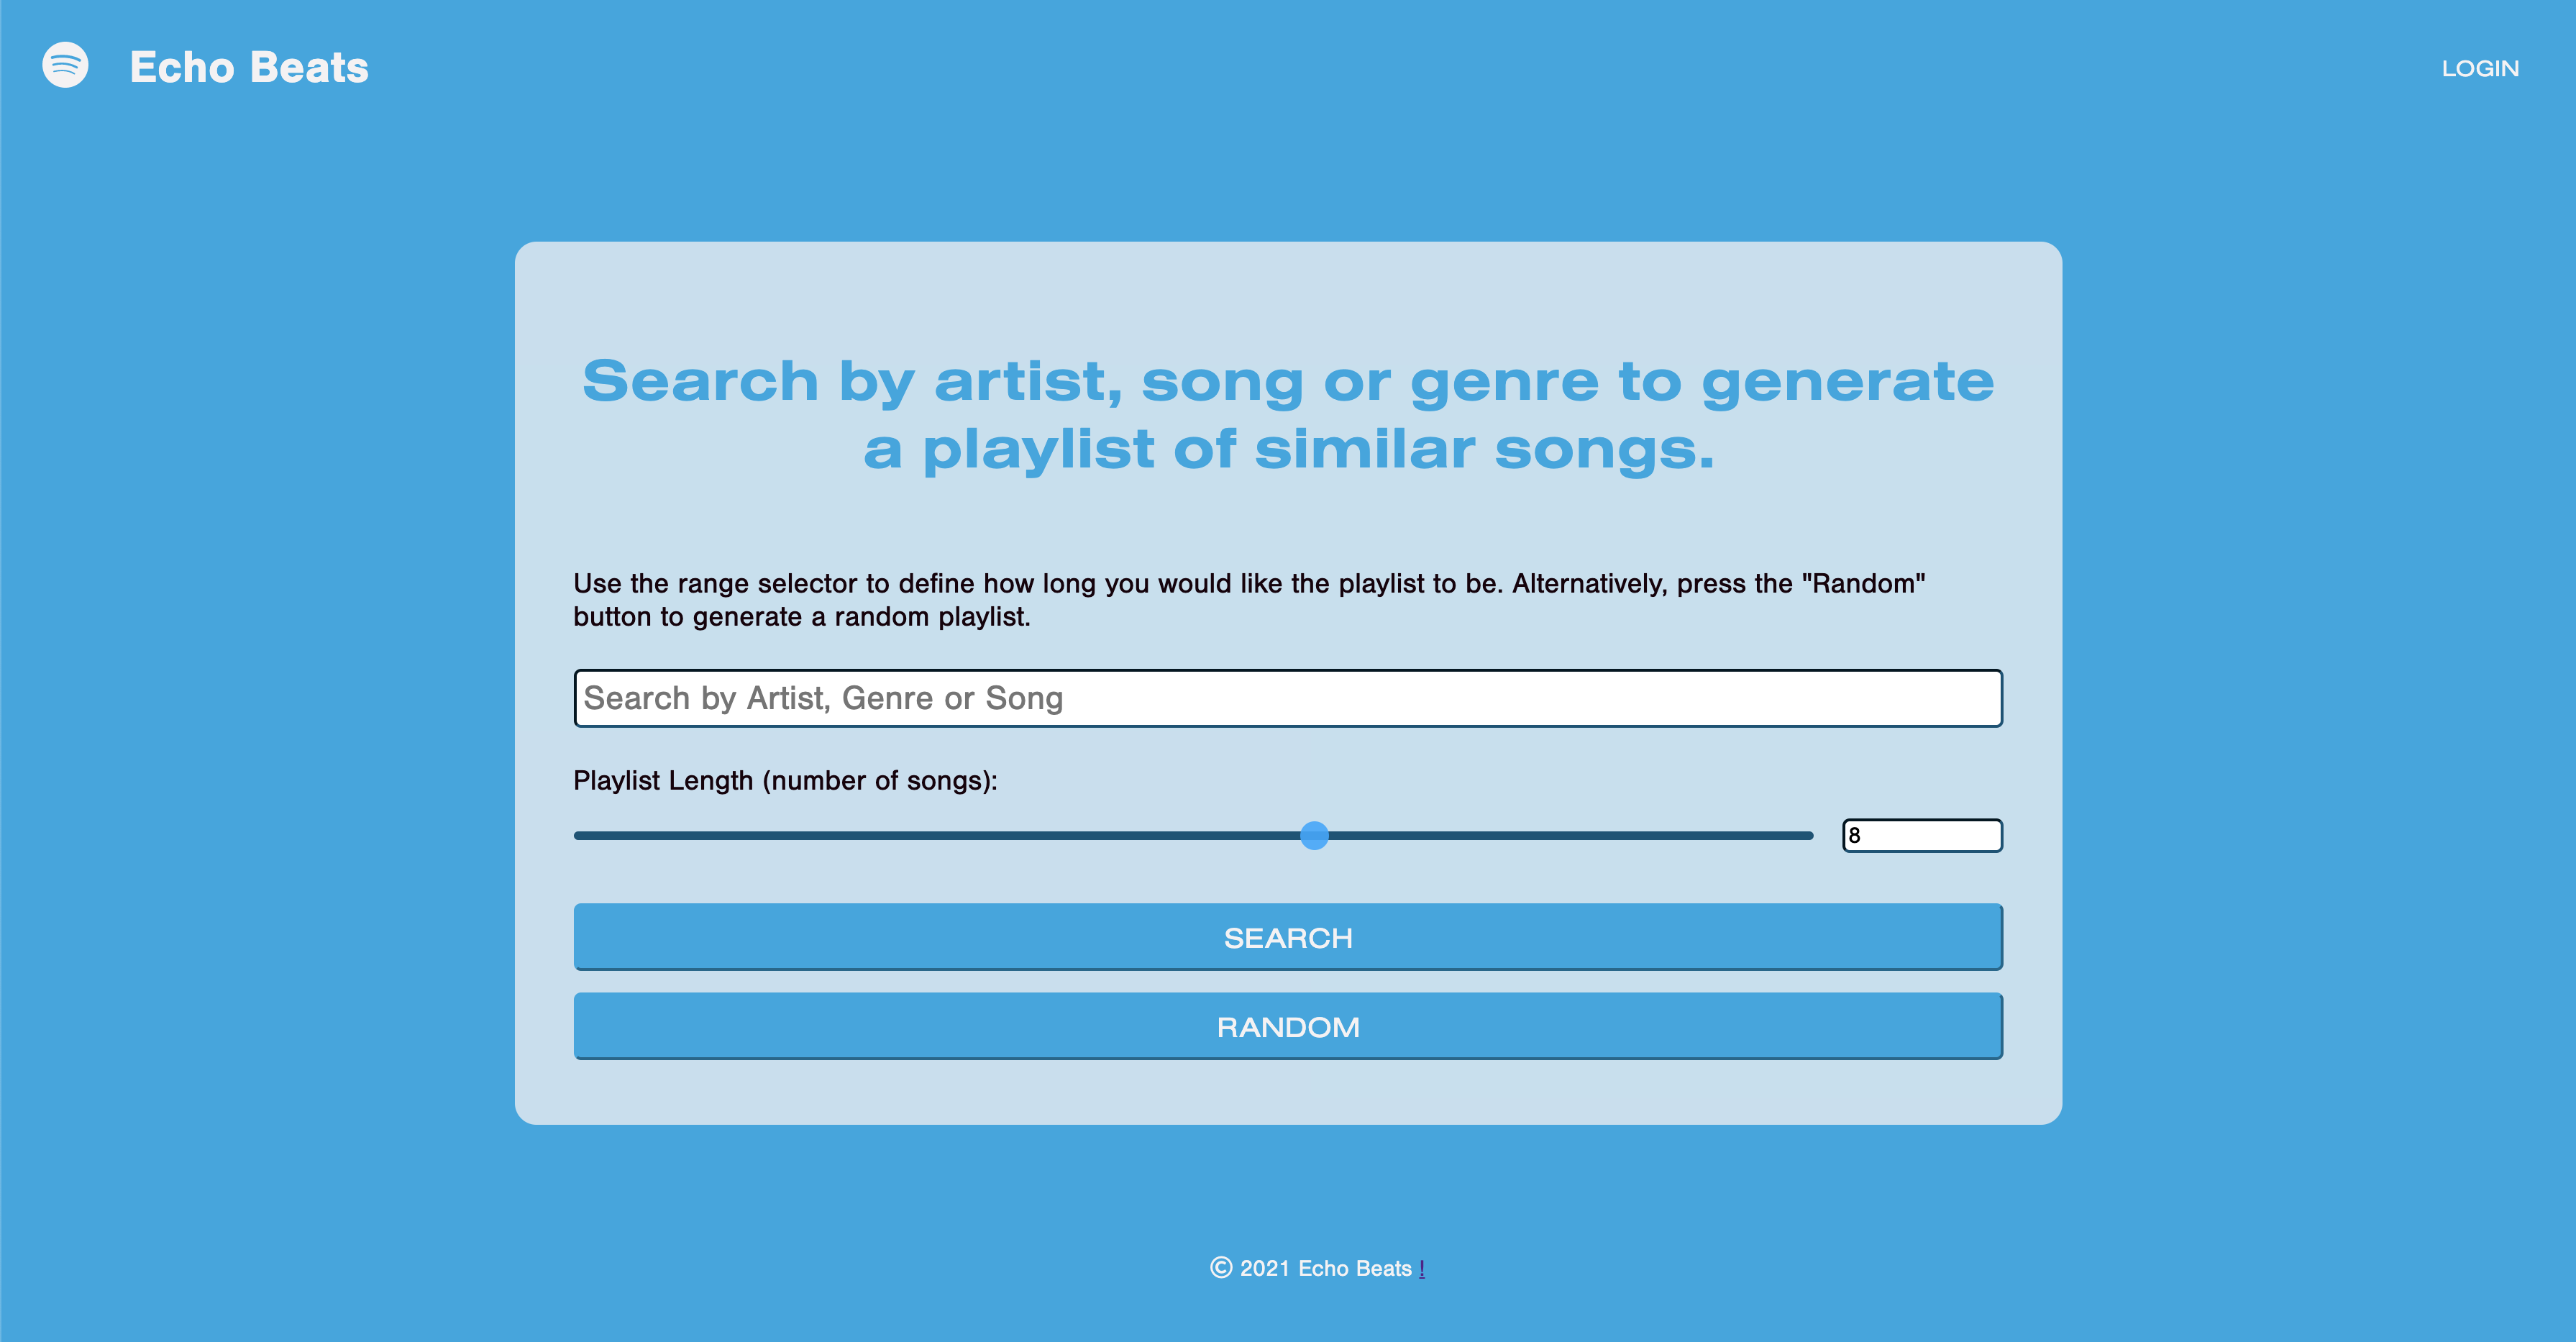 Echo Beats
LOGIN
Search by artist, song or genre to generate
a playlist of similar songs.
Use the range selector to define how long you would like the playlist to be. Alternatively, press the "Random"
button to generate a random playlist.
Search by Artist, Genre or Song
Playlist Length (number of songs):
8
SEARCH
RANDOM
© 2021 Echo Beats !